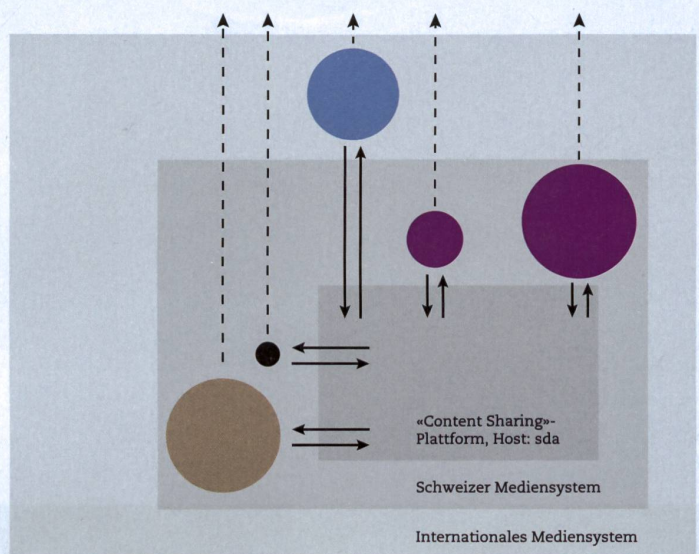 «Content Sharing»-
Plattform, Host: sda
Schweizer Mediensystem
Internationales Mediensystem